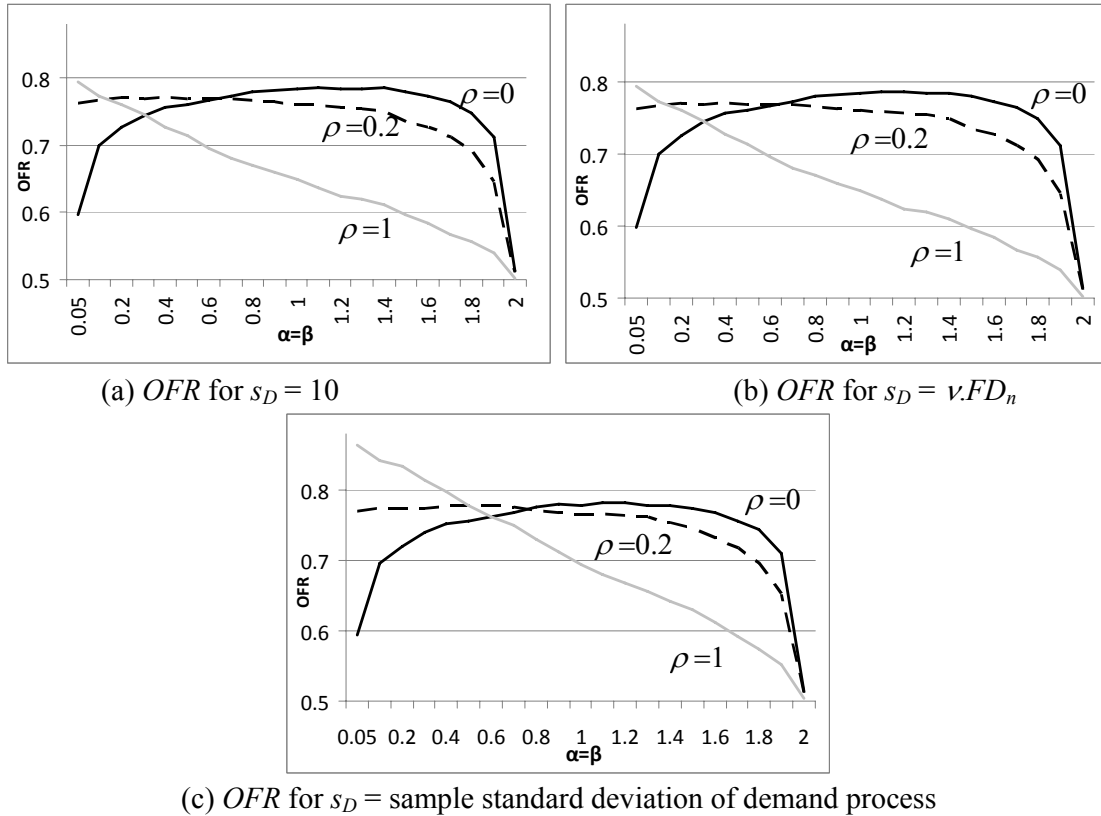 0.8
0.7
0.6
0.5
OFR
ρ=0
ρ=0.2
ρ=1
0.05 0.2 0.4 0.6 0.8 1 1.2 1.4 1.6 1.8 2
α=β
(a) OFR for s_D = 10
0.8
0.7
0.6
0.5
OFR
ρ=0
ρ=0.2
ρ=1
0.05 0.2 0.4 0.6 0.8 1 1.2 1.4 1.6 1.8 2
α=β
(b) OFR for s_D = ν.FD_n
0.8
0.7
0.6
0.5
OFR
ρ=0
ρ=0.2
ρ=1
0.05 0.2 0.4 0.6 0.8 1 1.2 1.4 1.6 1.8 2
α=β
(c) OFR for s_D = sample standard deviation of demand process